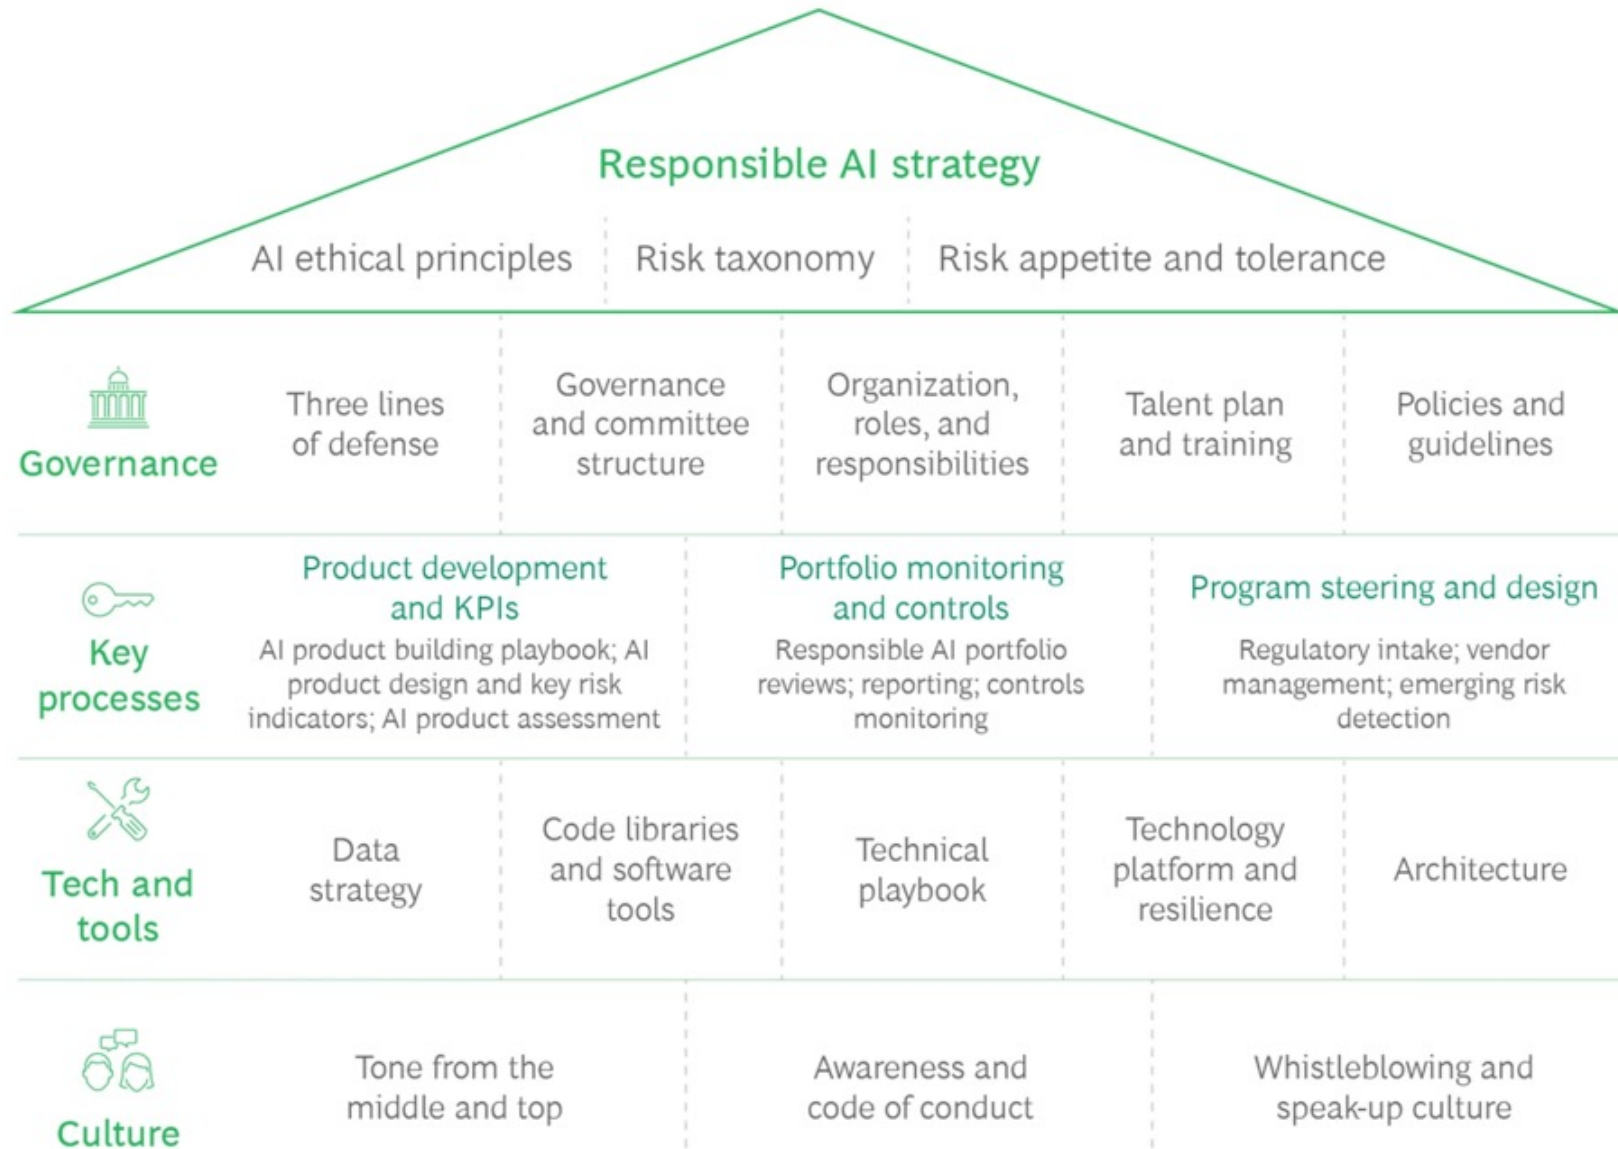 Responsible AI strategy
AI ethical principles
Risk taxonomy
Risk appetite and tolerance
Governance
Three lines
of defense
Governance
and committee
structure
Organization,
roles, and
responsibilities
Talent plan
and training
Policies and
guidelines
Key
processes
Product development
and KPIs
AI product building playbook; AI
product design and key risk
indicators; AI product assessment
Portfolio monitoring
and controls
Responsible AI portfolio
reviews; reporting; controls
monitoring
Program steering and design
Regulatory intake; vendor
management; emerging risk
detection
Tech and
tools
Data
strategy
Code libraries
and software
tools
Technical
playbook
Technology
platform and
resilience
Architecture
Culture
Tone from the
middle and top
Awareness and
code of conduct
Whistleblowing and
speak-up culture